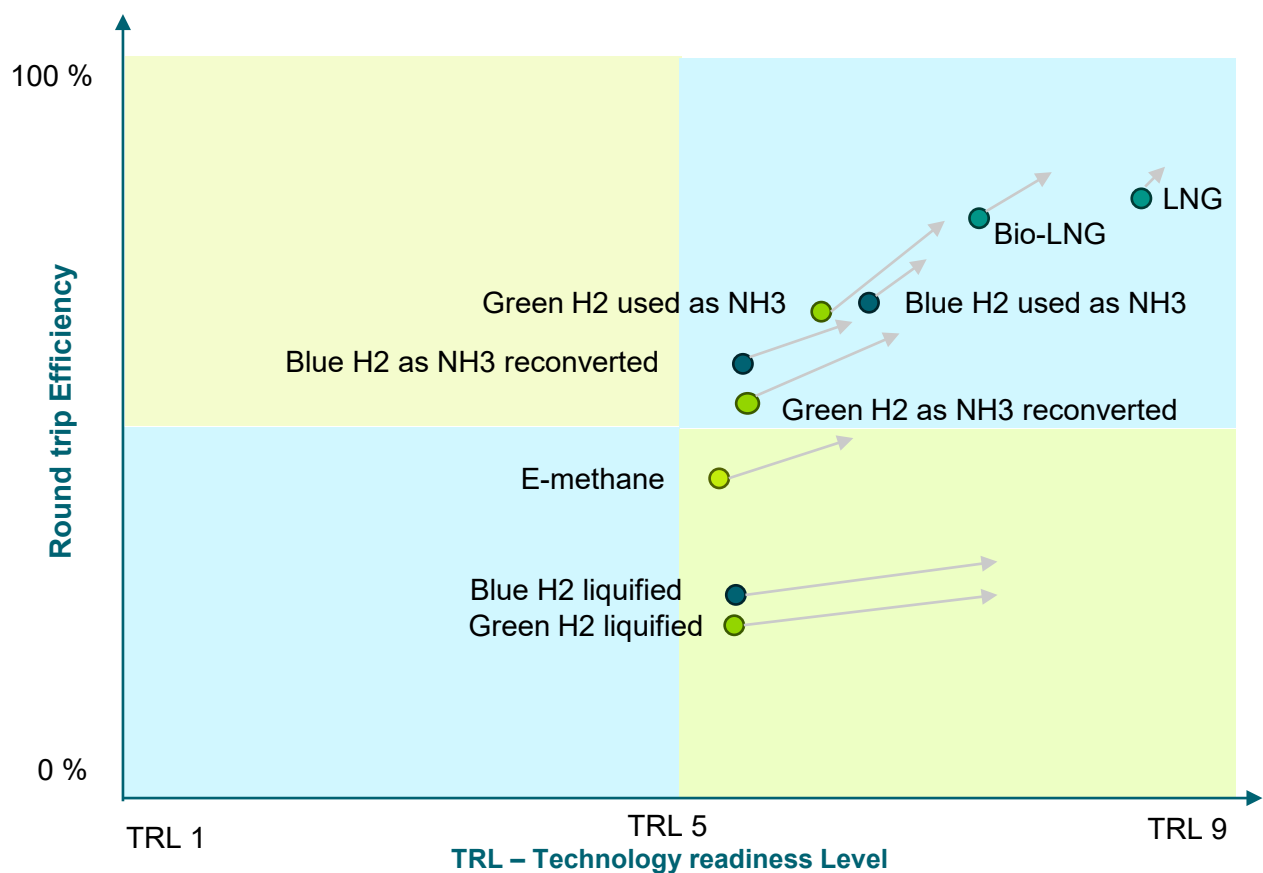 100 %
LNG
Bio-LNG
Green H2 used as NH3
Blue H2 used as NH3
Blue H2 as NH3 reconverted
Green H2 as NH3 reconverted
Round trip Efficiency
E-methane
Blue H2 liquified
Green H2 liquified
0 %
TRL 1
TRL 5
TRL 9
TRL – Technology readiness Level